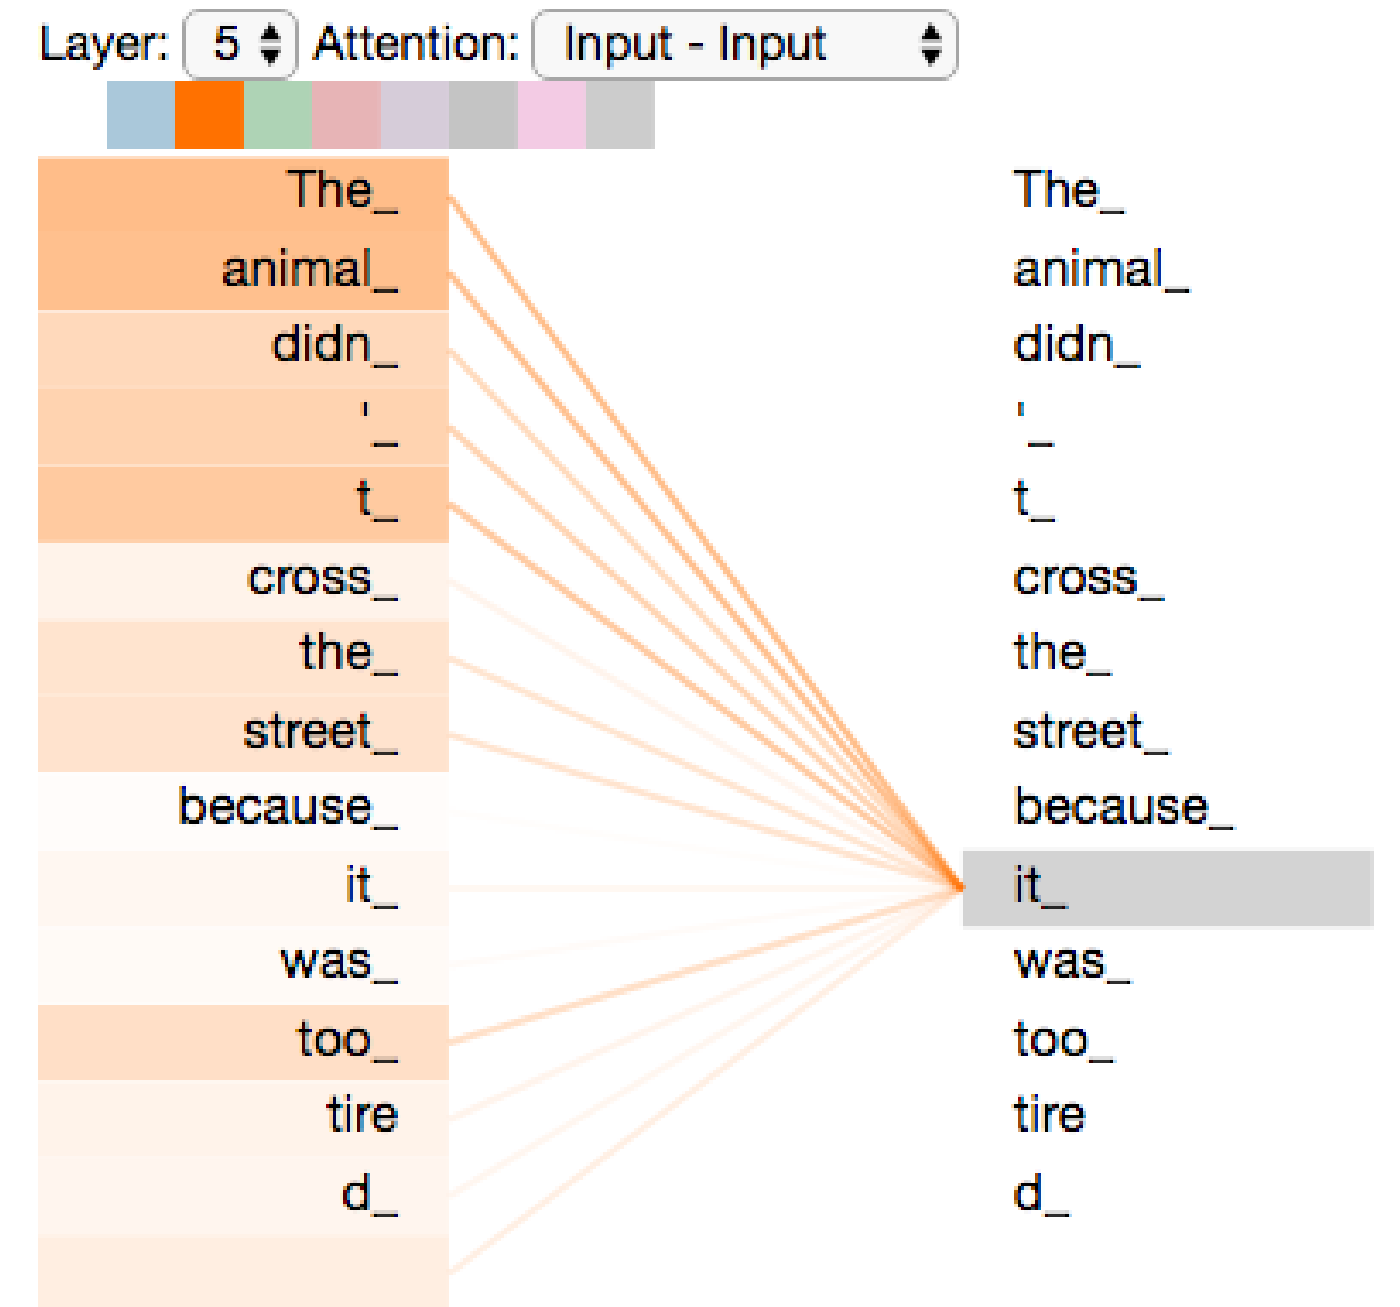 Layer: 5 Attention: Input - Input
The_ The_
animal_ animal_
didn_ didn_
'_ '_
t_ t_
cross_ cross_
the_ the_
street_ street_
because_ because_
it_ it_
was_ was_
too_ too_
tire tire
d_ d_